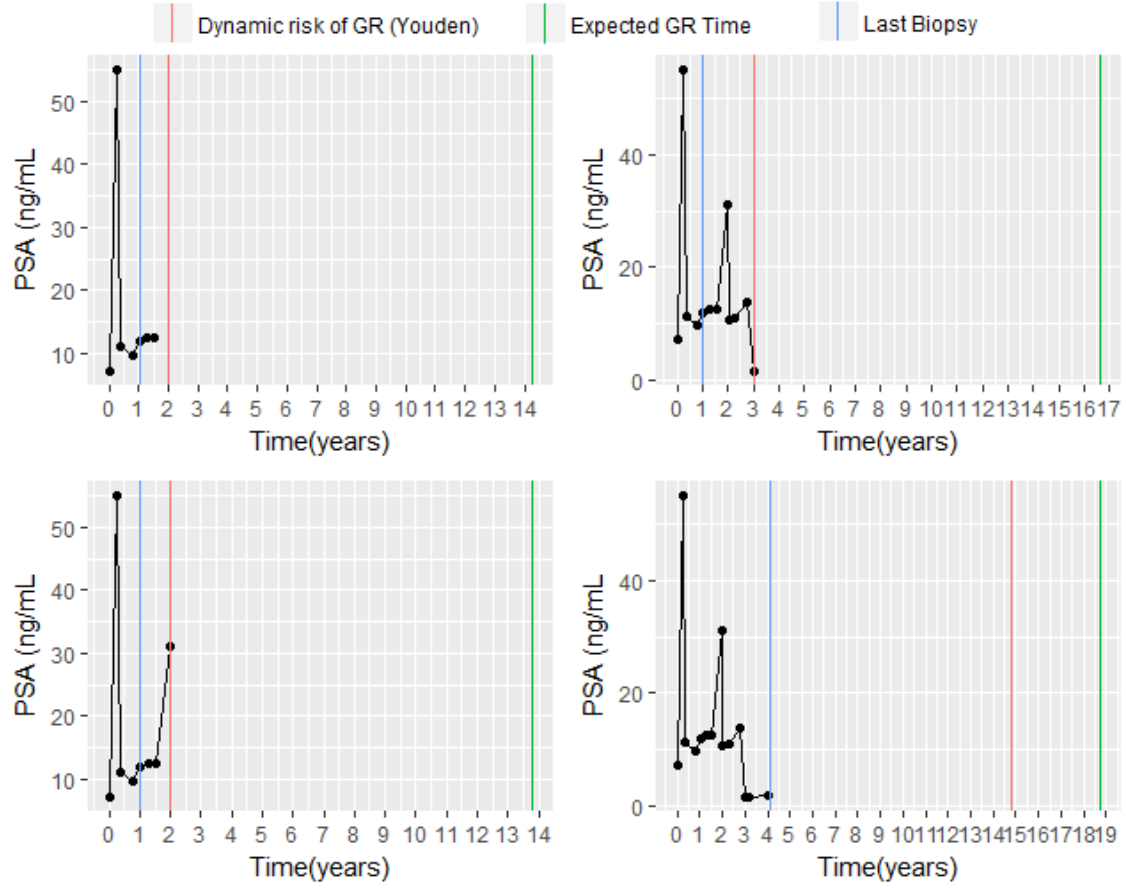 Dynamic risk of GR (Youden) Expected GR Time Last Biopsy
50
40
30
20
10
PSA (ng/mL)
0 1 2 3 4 5 6 7 8 9 10 11 12 13 14
Time(years)
40
20
0
PSA (ng/mL)
0 1 2 3 4 5 6 7 8 9 10 11 12 13 14 15 16 17
Time(years)
50
40
30
20
10
PSA (ng/mL)
0 1 2 3 4 5 6 7 8 9 10 11 12 13 14
Time(years)
40
20
0
PSA (ng/mL)
0 1 2 3 4 5 6 7 8 9 10 11 12 13 14 15 16 17 18 19
Time(years)